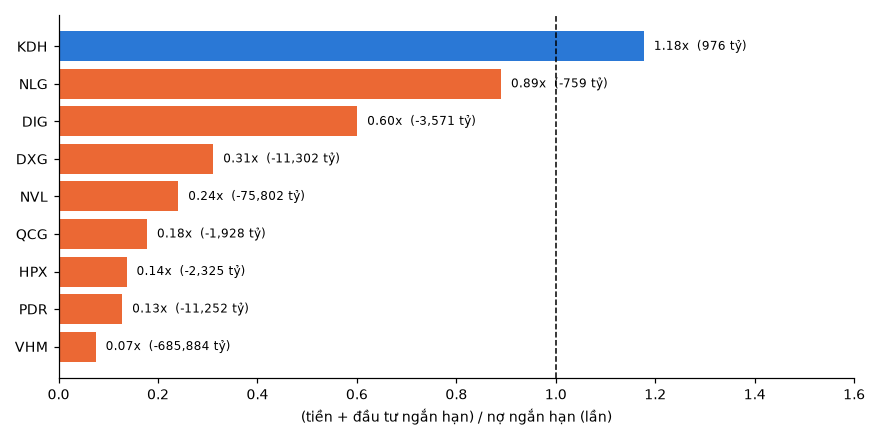 KDH 1.18x (976 tỷ)
NLG 0.89x (-759 tỷ)
DIG 0.60x (-3,571 tỷ)
DXG 0.31x (-11,302 tỷ)
NVL 0.24x (-75,802 tỷ)
QCG 0.18x (-1,928 tỷ)
HPX 0.14x (-2,325 tỷ)
PDR 0.13x (-11,252 tỷ)
VHM 0.07x (-685,884 tỷ)
0.0 0.2 0.4 0.6 0.8 1.0 1.2 1.4 1.6
(tiền + đầu tư ngắn hạn) / nợ ngắn hạn (lần)